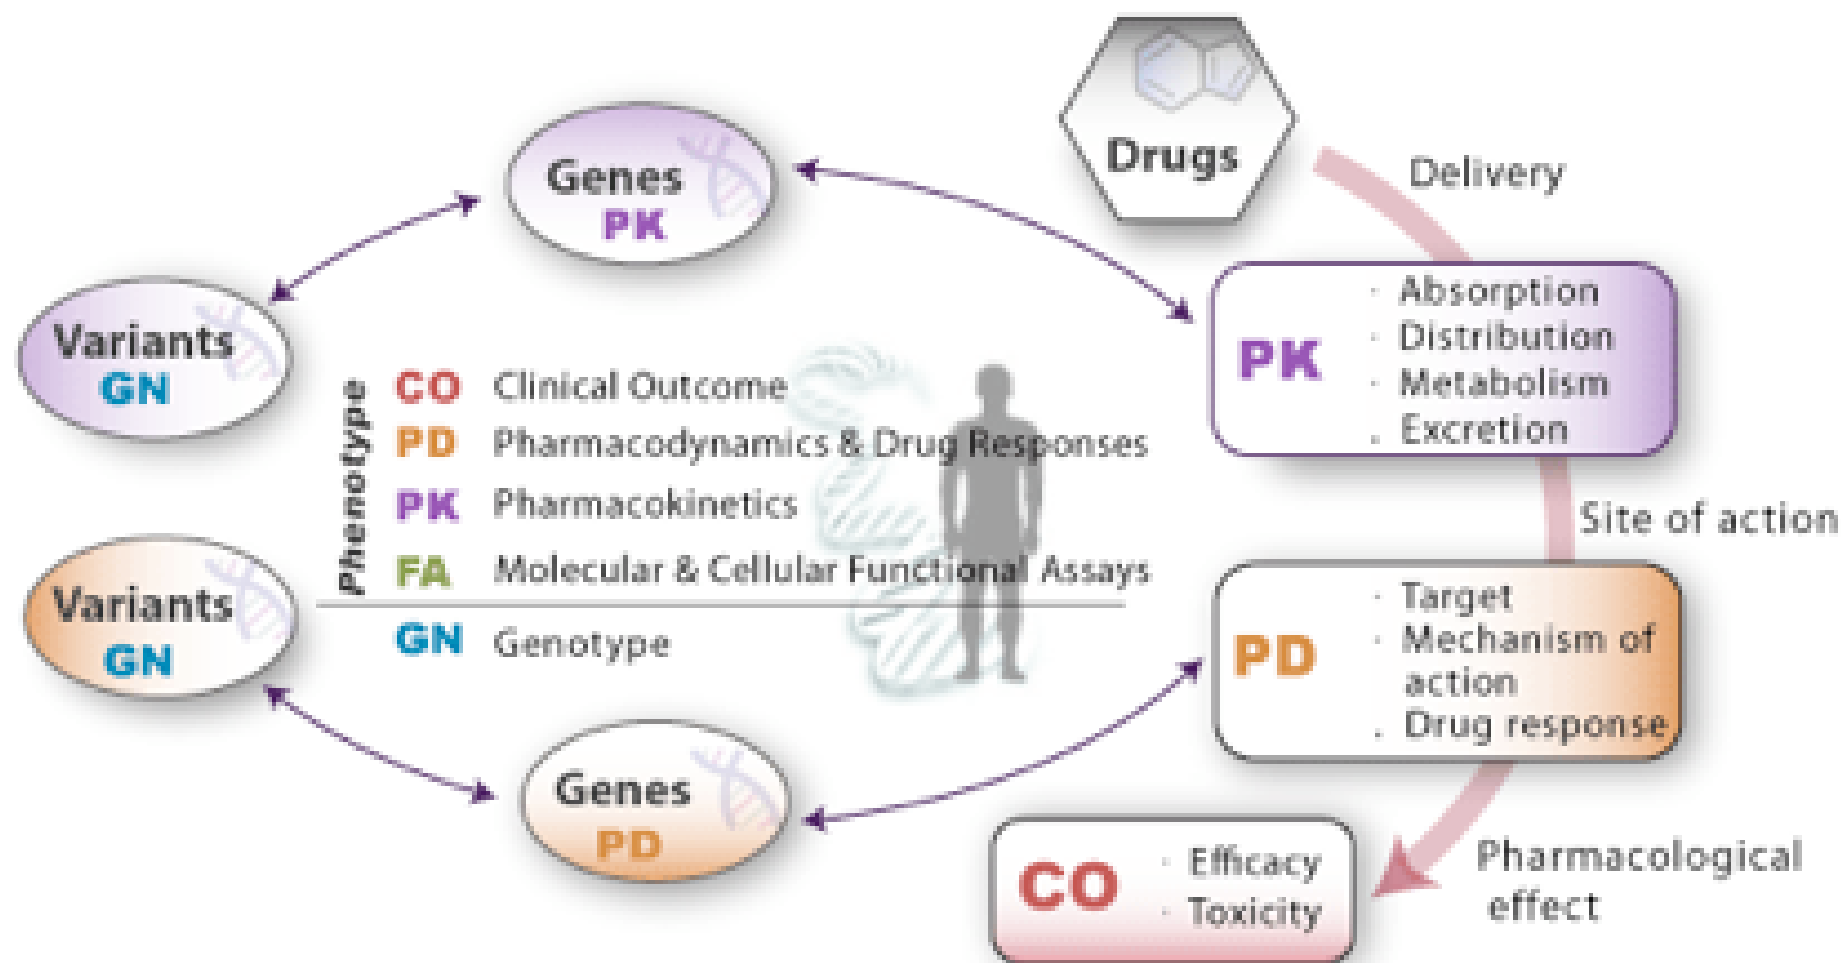 Drugs
Delivery
Genes
PK
Variants
GN
PK
· Absorption
· Distribution
· Metabolism
. Excretion
Phenotype
CO Clinical Outcome
PD Pharmacodynamics & Drug Responses
PK Pharmacokinetics
FA Molecular & Cellular Functional Assays
GN Genotype
Site of action
Variants
GN
PD
· Target
· Mechanism of
action
. Drug response
Genes
PD
CO
· Efficacy
· Toxicity
Pharmacological
effect